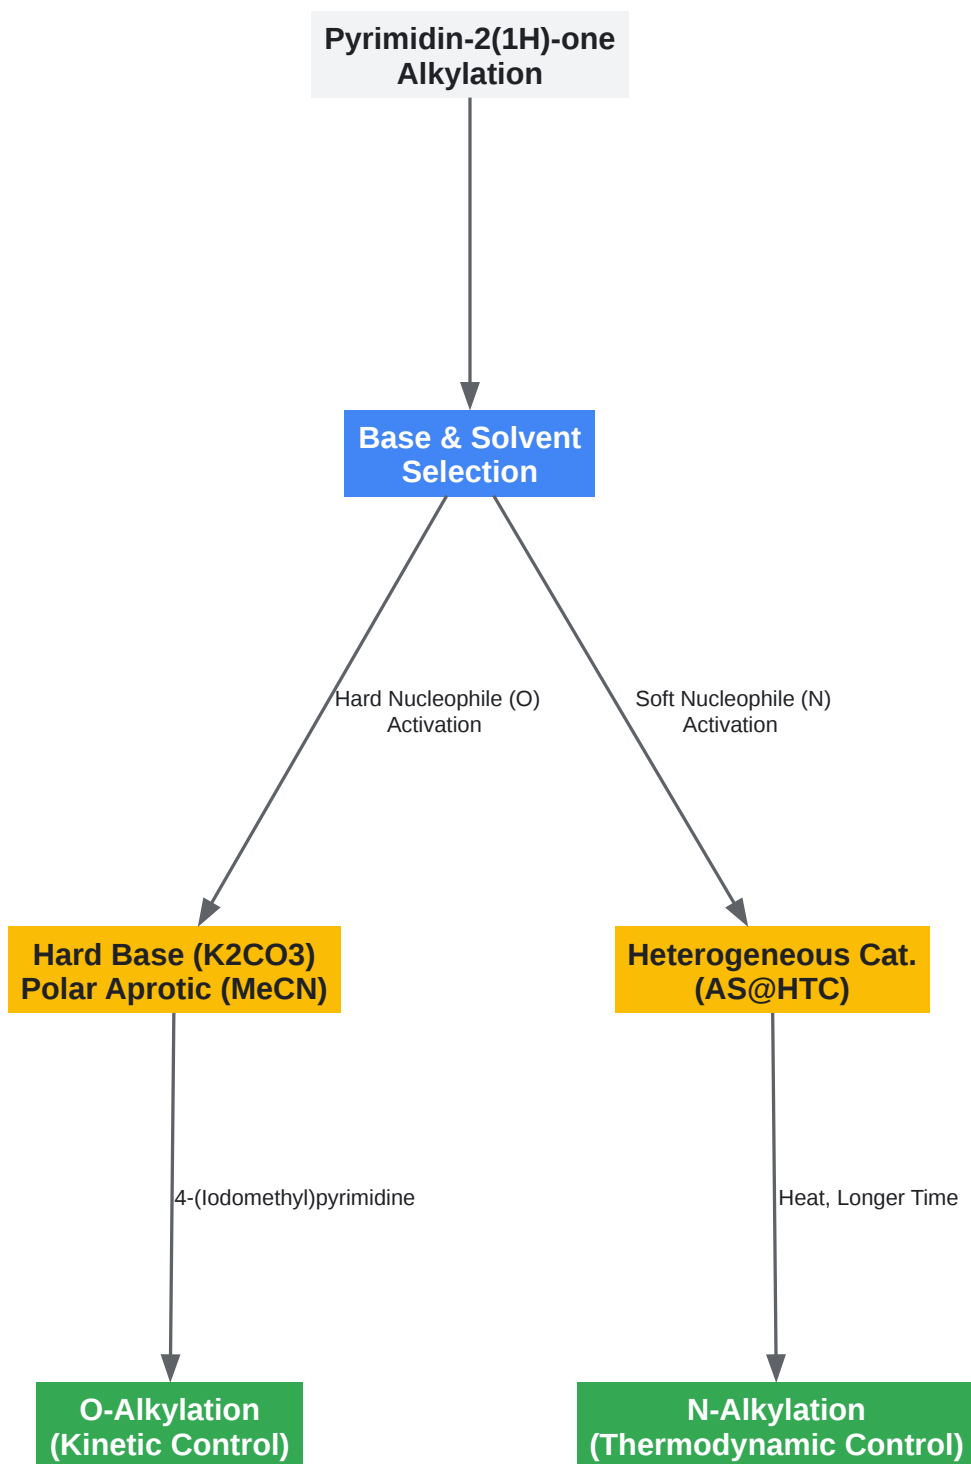 Pyrimidin-2(1H)-one
Alkylation
Base & Solvent
Selection
Hard Nucleophile (O)
Activation
Soft Nucleophile (N)
Activation
Hard Base (K2CO3)
Polar Aprotic (MeCN)
Heterogeneous Cat.
(AS@HTC)
4-(Iodomethyl)pyrimidine
Heat, Longer Time
O-Alkylation
(Kinetic Control)
N-Alkylation
(Thermodynamic Control)